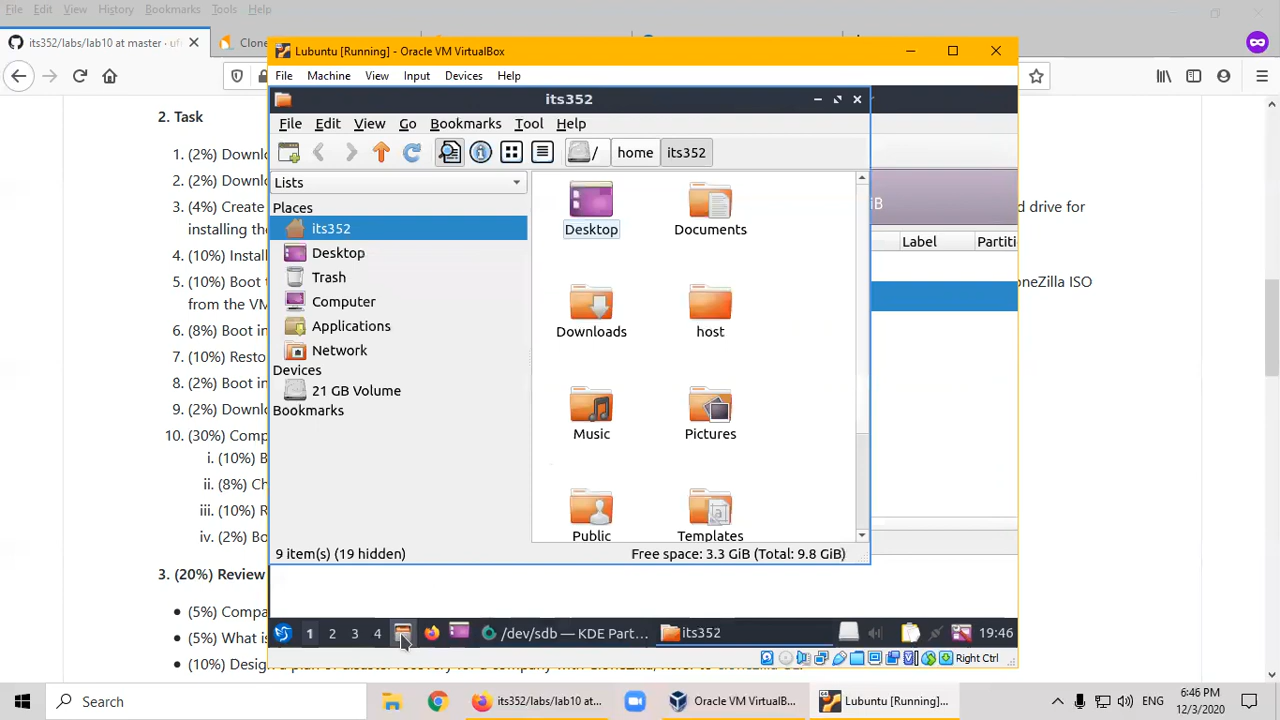 File Edit View History Bookmarks Tools Help
its352/labs/lab10 at master · uf
Clone
Lubuntu [Running] - Oracle VM VirtualBox
File Machine View Input Devices Help
its352
File Edit View Go Bookmarks Tool Help
/ home its352
Lists
Places
its352
Desktop
Trash
Computer
Applications
Network
Devices
21 GB Volume
Bookmarks
Desktop
Documents
Downloads
host
Music
Pictures
Public
Templates
9 item(s) (19 hidden)
Free space: 3.3 GiB (Total: 9.8 GiB)
iB
Label Partiti
2. Task
1. (2%) Downlo
2. (2%) Downlo
3. (4%) Create
d drive for
installing the
4. (10%) Install
5. (10%) Boot t
oneZilla ISO
from the VM
6. (8%) Boot in
7. (10%) Resto
8. (2%) Boot in
9. (2%) Downl
10. (30%) Comp
i. (10%) B
ii. (8%) Ch
iii. (10%) R
iv. (2%) Bo
3. (20%) Review
(5%) Compa
(5%) What is
(10%) Design
1 2 3 4
/dev/sdb — KDE Part...
its352
19:46
Right Ctrl
Search
its352/labs/lab10 at...
Oracle VM VirtualB...
Lubuntu [Running]...
ENG
6:46 PM
12/3/2020